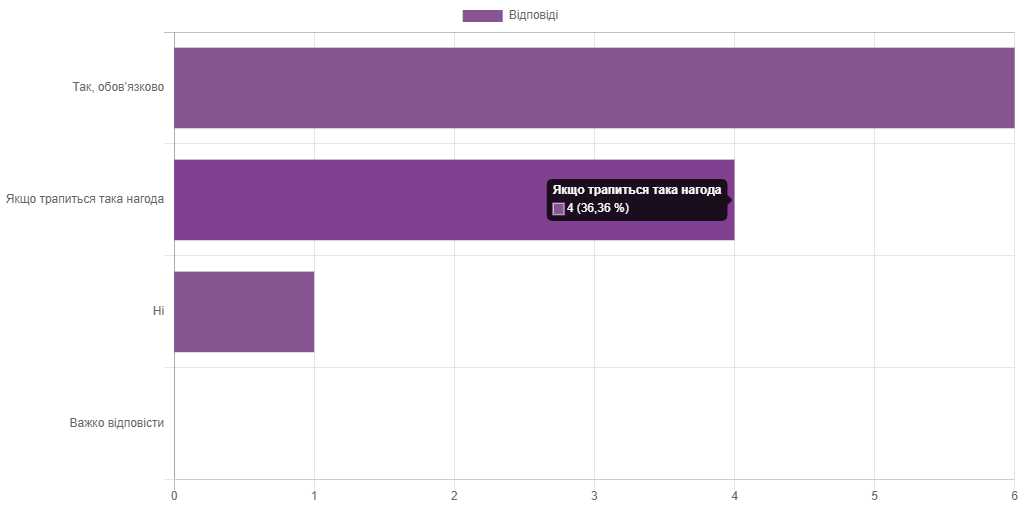 Відповіді
Так, обов'язково
Якщо трапиться така нагода
Якщо трапиться така нагода
4 (36,36 %)
Ні
Важко відповісти
0 1 2 3 4 5 6